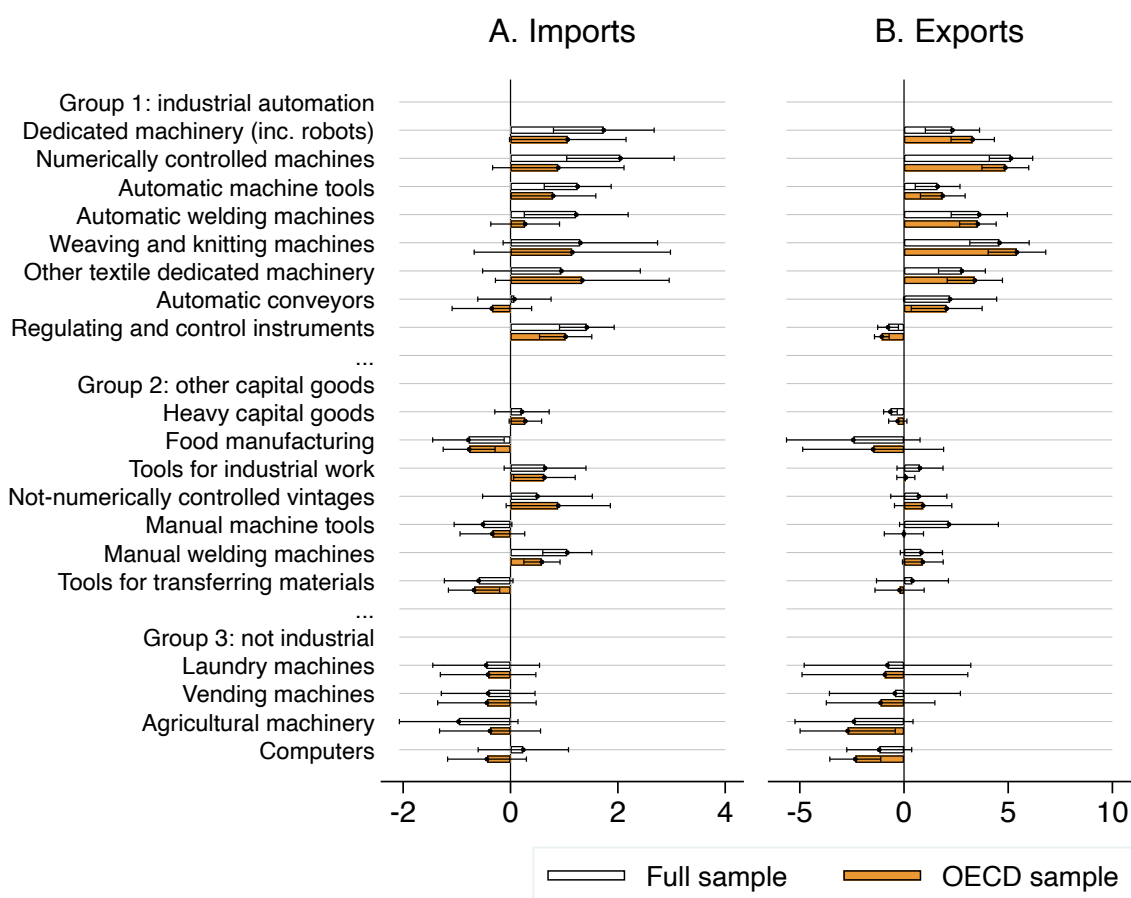 A. Imports
B. Exports
Group 1: industrial automation
Dedicated machinery (inc. robots)
Numerically controlled machines
Automatic machine tools
Automatic welding machines
Weaving and knitting machines
Other textile dedicated machinery
Automatic conveyors
Regulating and control instruments
...
Group 2: other capital goods
Heavy capital goods
Food manufacturing
Tools for industrial work
Not-numerically controlled vintages
Manual machine tools
Manual welding machines
Tools for transferring materials
...
Group 3: not industrial
Laundry machines
Vending machines
Agricultural machinery
Computers
-2 0 2 4
-5 0 5 10
Full sample OECD sample